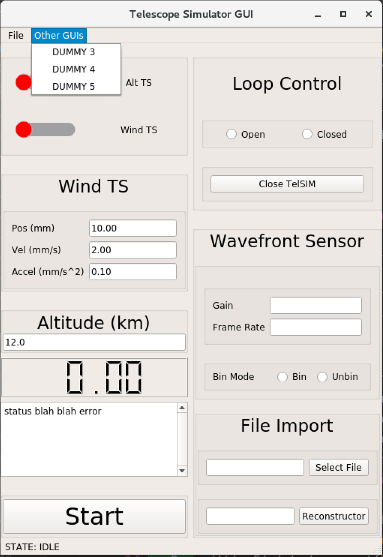 Telescope Simulator GUI
File Other GUIs
DUMMY 3
DUMMY 4
DUMMY 5
Alt TS
Wind TS
Wind TS
Pos (mm) 10.00
Vel (mm/s) 2.00
Accel (mm/s^2) 0.10
Altitude (km)
12.0
0.00
status blah blah error
Start
STATE: IDLE
Loop Control
Open Closed
Close TelSIM
Wavefront Sensor
Gain
Frame Rate
Bin Mode Bin Unbin
File Import
Select File
Reconstructor